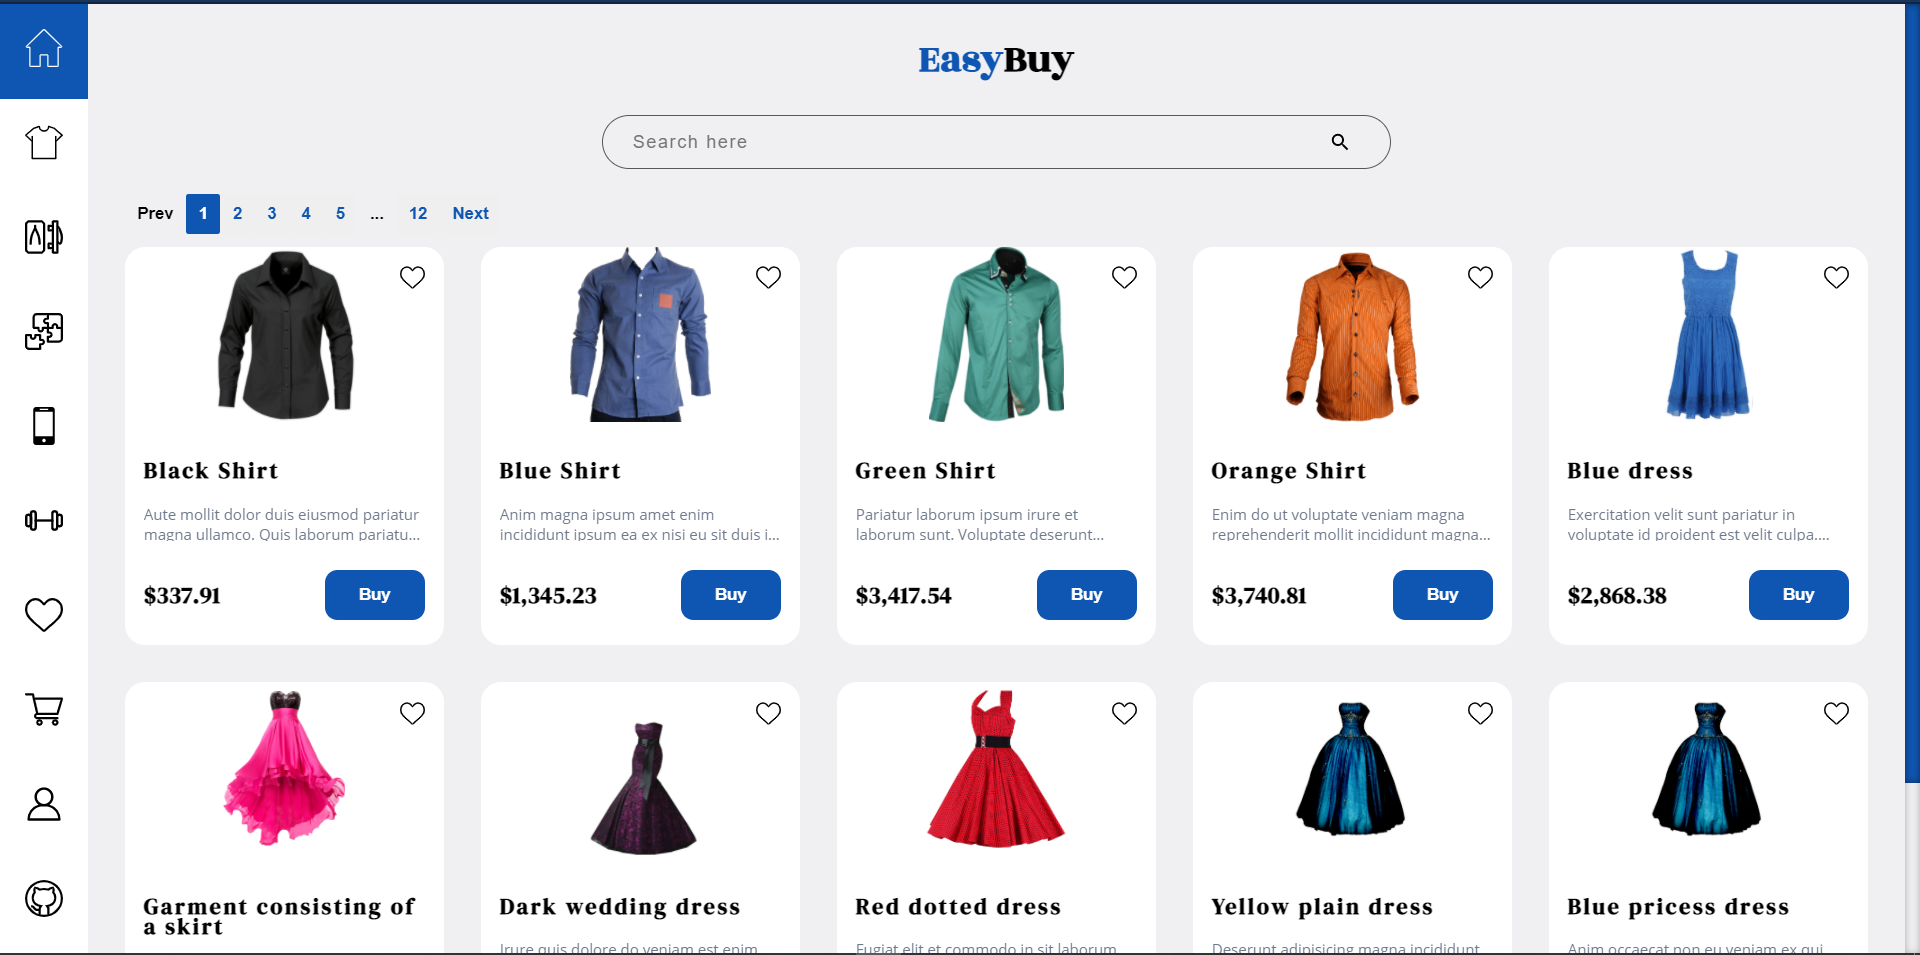 EasyBuy
Search here
Prev 1 2 3 4 5 ... 12 Next
Black Shirt
Aute mollit dolor duis eiusmod pariatur
magna ullamco. Quis laborum pariatu...
$337.91 Buy
Blue Shirt
Anim magna ipsum amet enim
incididunt ipsum ea ex nisi eu sit duis i...
$1,345.23 Buy
Green Shirt
Pariatur laborum ipsum irure et
laborum sunt. Voluptate deserunt...
$3,417.54 Buy
Orange Shirt
Enim do ut voluptate veniam magna
reprehenderit mollit incididunt magna...
$3,740.81 Buy
Blue dress
Exercitation velit sunt pariatur in
voluptate id proident est velit culpa....
$2,868.38 Buy
Garment consisting of
a skirt
Dark wedding dress
Irure quis dolore do veniam est enim
Red dotted dress
Fugiat elit et commodo in sit laborum
Yellow plain dress
Deserunt adipisicing magna incididunt
Blue pricess dress
Anim occaecat non eu veniam ex qui